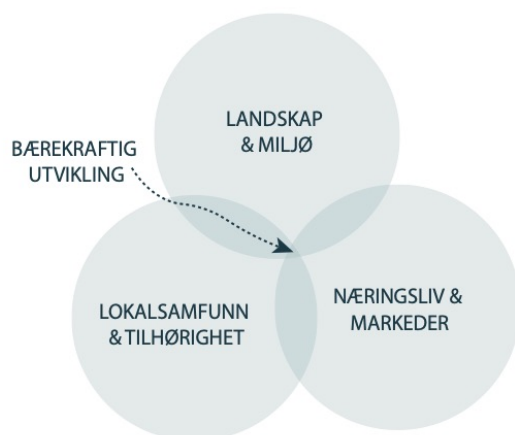 LANDSKAP
& MILJØ
BÆREKRAFTIG
UTVIKLING
LOKALSAMFUNN
& TILHØRIGHET
NÆRINGSLIV &
MARKEDER